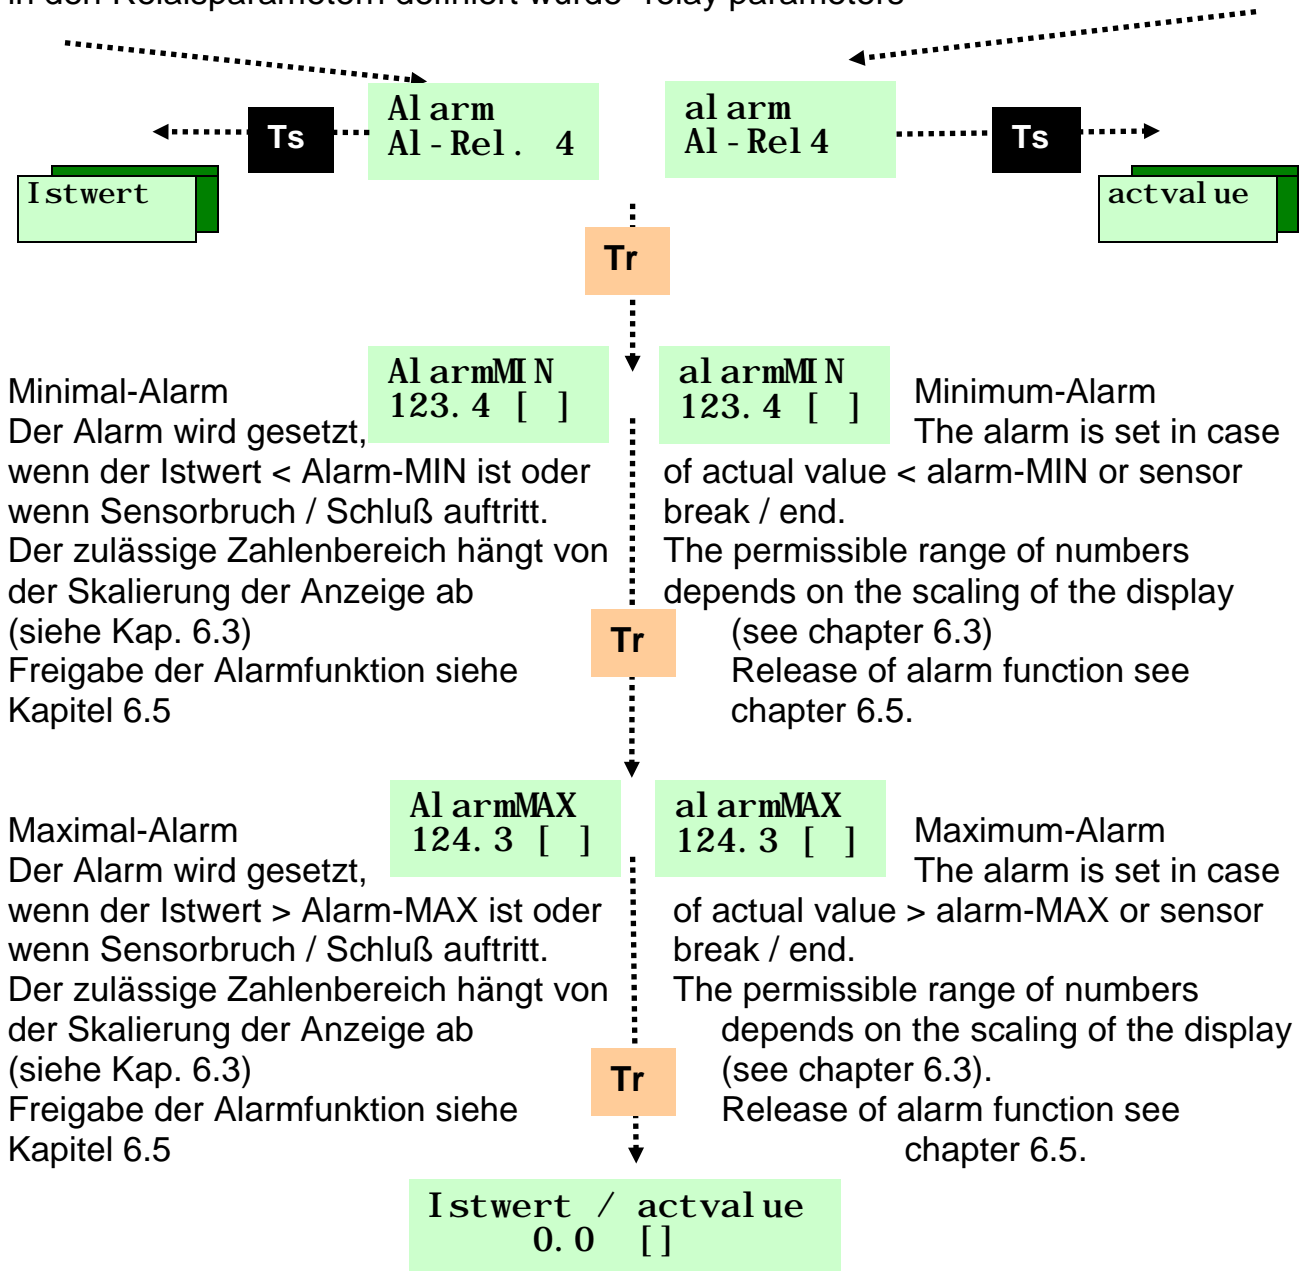 in den Relaisparametern definiert wurde relay parameters
Alarm
Al-Rel. 4
alarm
Al-Rel4
Ts
Ts
Istwert
actvalue
Tr
AlarmMIN
123.4 [ ]
alarmMIN
123.4 [ ]
Minimal-Alarm
Der Alarm wird gesetzt,
wenn der Istwert < Alarm-MIN ist oder
wenn Sensorbruch / Schluß auftritt.
Der zulässige Zahlenbereich hängt von
der Skalierung der Anzeige ab
(siehe Kap. 6.3)
Freigabe der Alarmfunktion siehe
Kapitel 6.5
Minimum-Alarm
The alarm is set in case
of actual value < alarm-MIN or sensor
break / end.
The permissible range of numbers
depends on the scaling of the display
(see chapter 6.3)
Release of alarm function see
chapter 6.5.
Tr
AlarmMAX
124.3 [ ]
alarmMAX
124.3 [ ]
Maximal-Alarm
Der Alarm wird gesetzt,
wenn der Istwert > Alarm-MAX ist oder
wenn Sensorbruch / Schluß auftritt.
Der zulässige Zahlenbereich hängt von
der Skalierung der Anzeige ab
(siehe Kap. 6.3)
Freigabe der Alarmfunktion siehe
Kapitel 6.5
Maximum-Alarm
The alarm is set in case
of actual value > alarm-MAX or sensor
break / end.
The permissible range of numbers
depends on the scaling of the display
(see chapter 6.3).
Release of alarm function see
chapter 6.5.
Tr
Istwert / actvalue
0.0 []